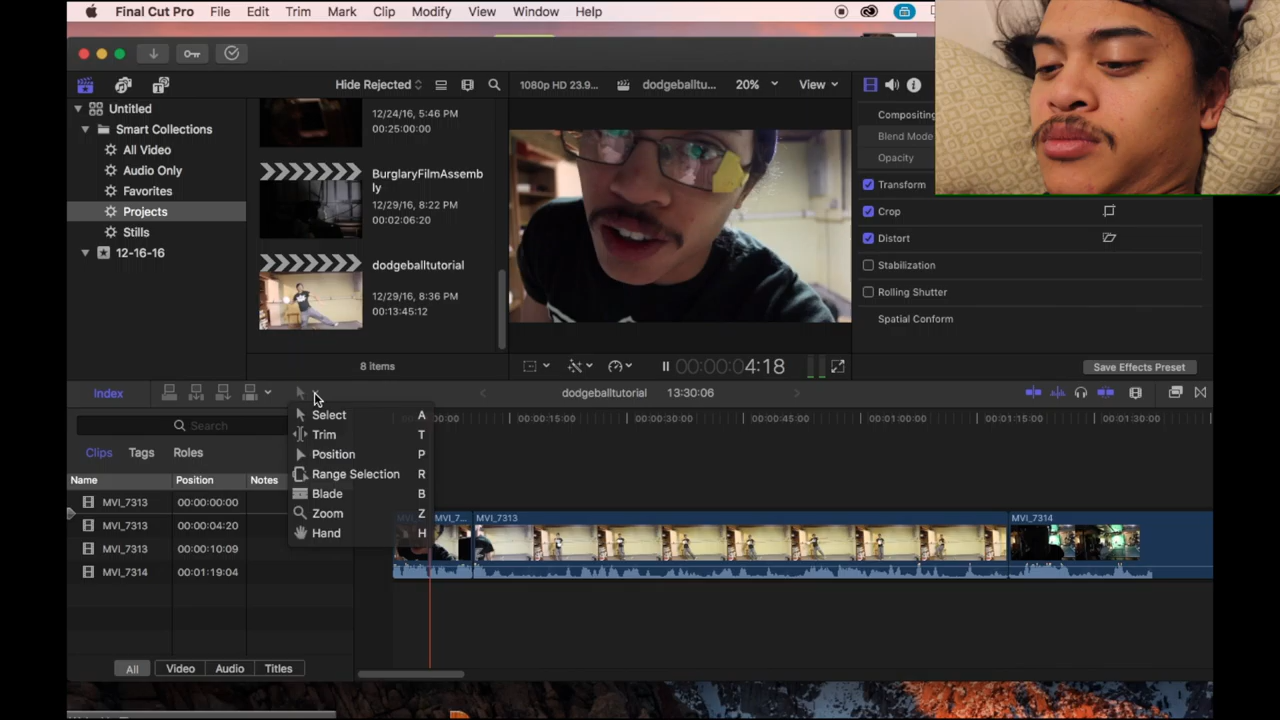 Final Cut Pro File Edit Trim Mark Clip Modify View Window Help
Hide Rejected
1080p HD 23.9...
dodgeballtu...
20%
View
Untitled
Smart Collections
All Video
Audio Only
Favorites
Projects
Stills
12-16-16
12/24/16, 5:46 PM
00:25:00:00
BurglaryFilmAssemb
ly
12/29/16, 8:22 PM
00:02:06:20
dodgeballtutorial
12/29/16, 8:36 PM
00:13:45:12
8 items
00:00:04:18
Compositing
Blend Mode
Opacity
Transform
Crop
Distort
Stabilization
Rolling Shutter
Spatial Conform
Save Effects Preset
Index
dodgeballtutorial
13:30:06
Search
Clips Tags Roles
Name Position Notes
MVI_7313 00:00:00:00
MVI_7313 00:00:04:20
MVI_7313 00:00:10:09
MVI_7314 00:01:19:04
All Video Audio Titles
Select A
Trim T
Position P
Range Selection R
Blade B
Zoom Z
Hand H
00:00:15:00 00:00:30:00 00:00:45:00 00:01:00:00 00:01:15:00 00:01:30:00
MVI_7...
MVI_7313
MVI_7314